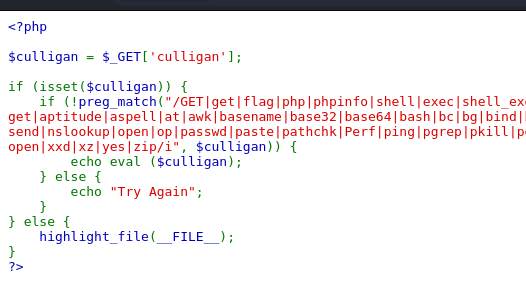 <?php
$culligan = $_GET['culligan'];
if (isset($culligan)) {
if (!preg_match("/GET|get|flag|php|phpinfo|shell|exec|shell_exe
get|aptitude|aspell|at|awk|basename|base32|base64|bash|bc|bg|bind|
send|nslookup|open|op|passwd|paste|pathchk|Perf|ping|pgrep|pkill|p
open|xxd|xz|yes|zip/i", $culligan)) {
echo eval ($culligan);
} else {
echo "Try Again";
}
} else {
highlight_file(__FILE__);
}
?>